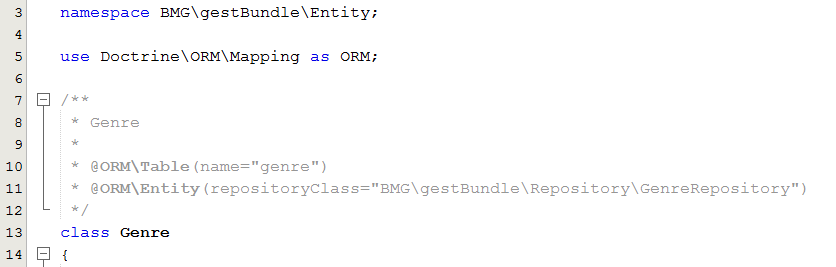 3 namespace BMG\gestBundle\Entity;
4
5 use Doctrine\ORM\Mapping as ORM;
6
7 /**
8 * Genre
9 *
10 * @ORM\Table(name="genre")
11 * @ORM\Entity(repositoryClass="BMG\gestBundle\Repository\GenreRepository")
12 */
13 class Genre
14 {